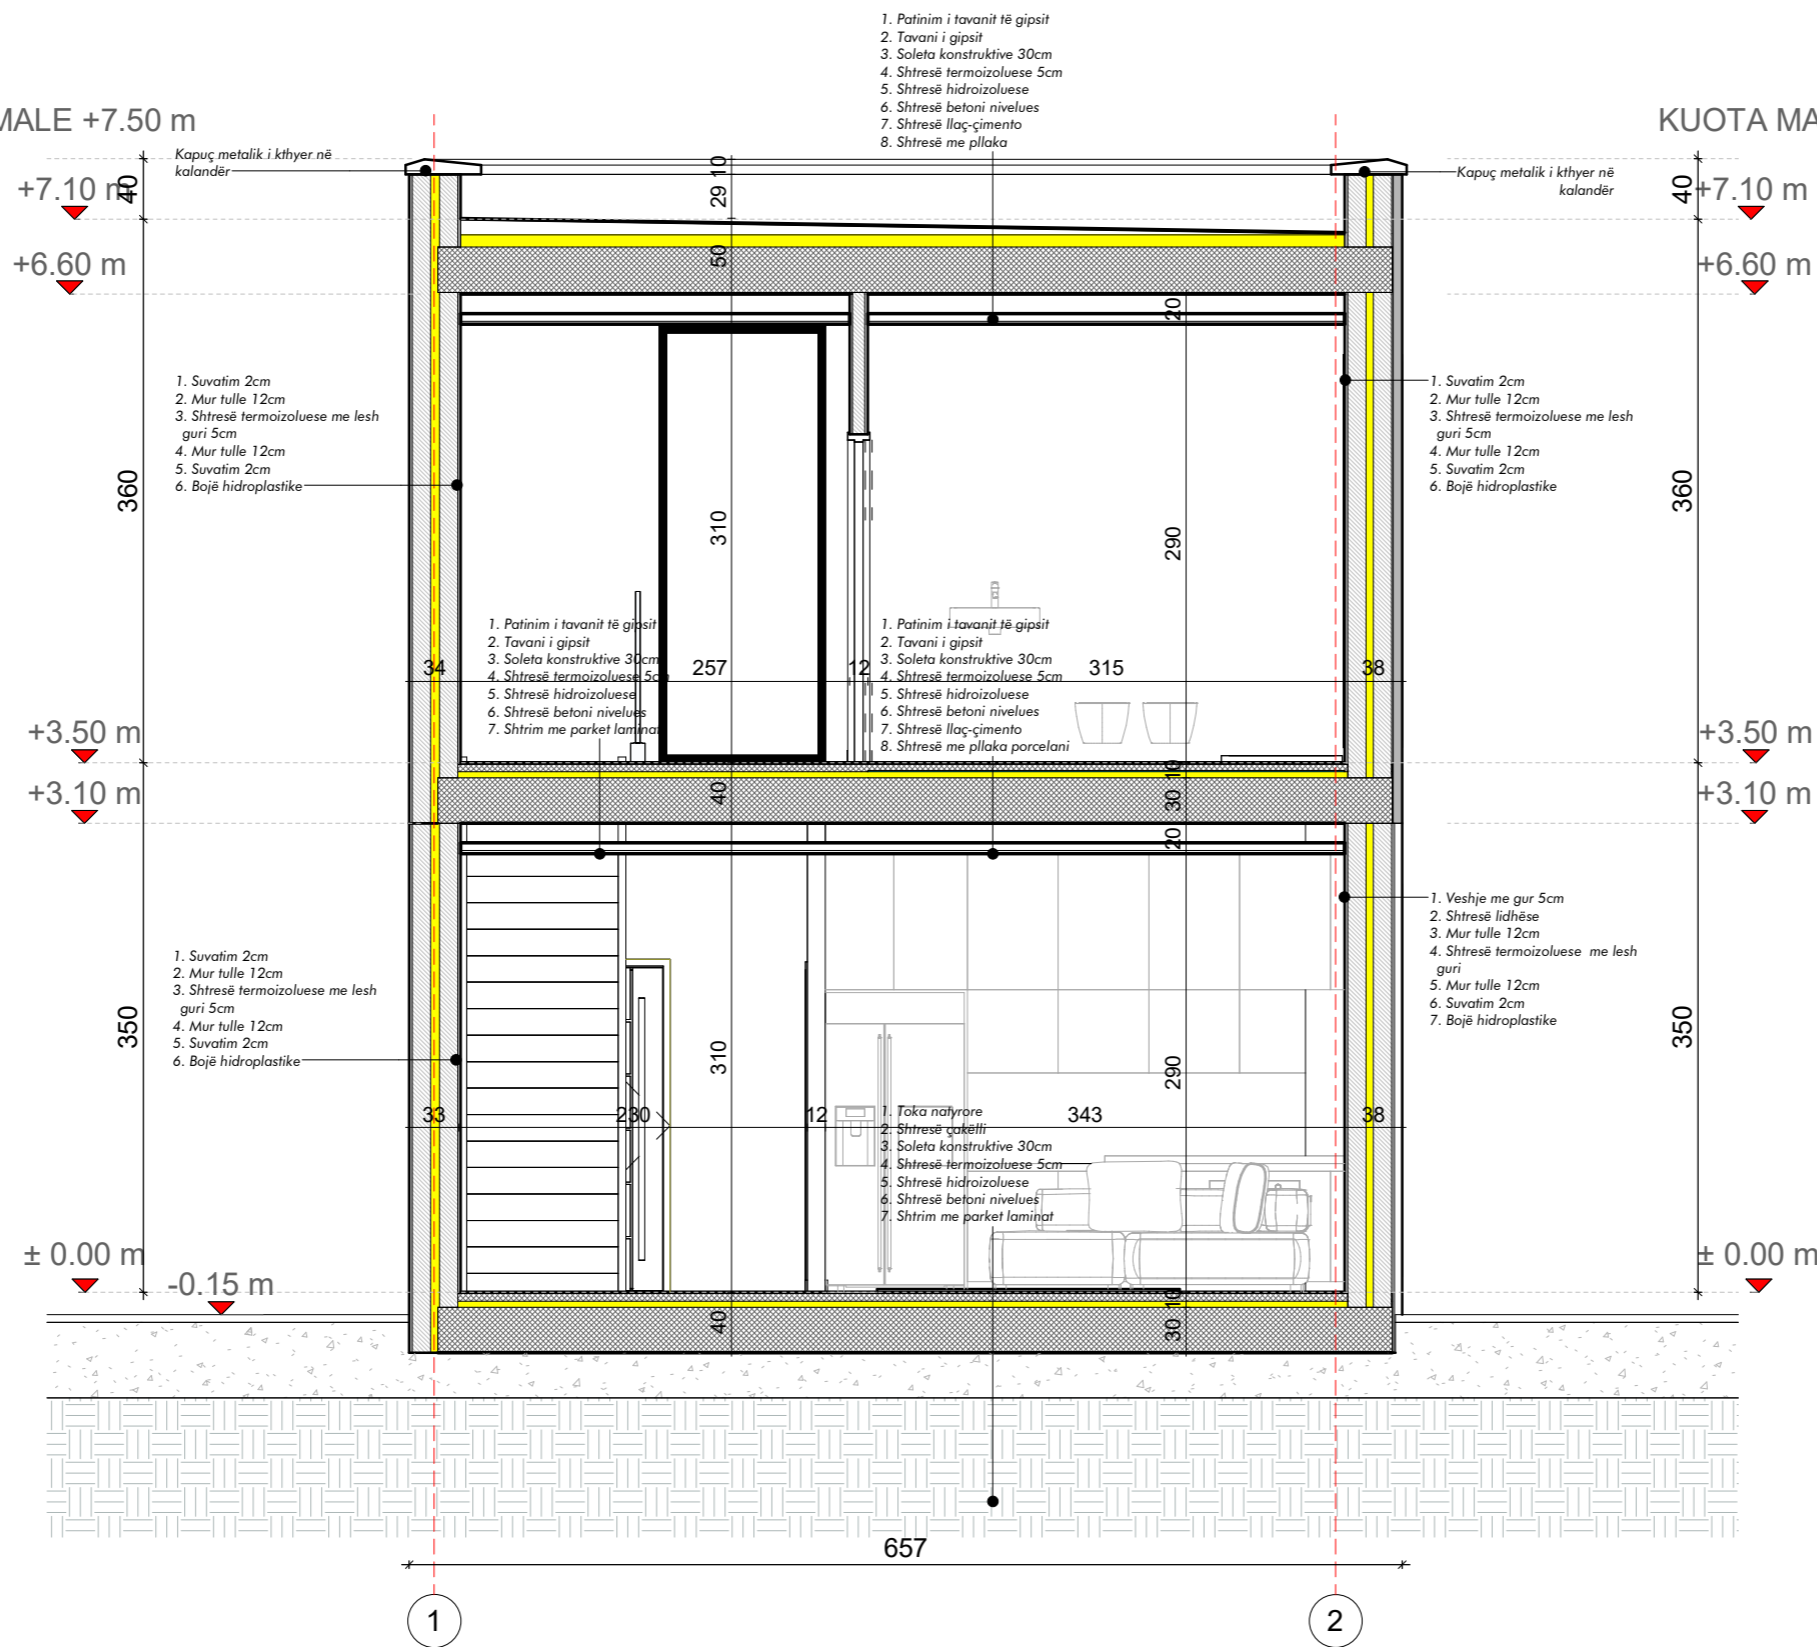 1. Patinim i tavanit të gipsit
2. Tavani i gipsit
3. Soleta konstruktive 30cm
4. Shtresë termoizoluese 5cm
5. Shtresë hidroizoluese
6. Shtresë betoni nivelues
7. Shtresë llaç-çimento
8. Shtresë me pllaka
MALE +7.50 m
KUOTA MA
Kapuç metalik i kthyer në
kalandër
Kapuç metalik i kthyer në
kalandër
40
+7.10 m
10
29
40
+7.10 m
+6.60 m
50
+6.60 m
20
1. Suvatim 2cm
2. Mur tulle 12cm
3. Shtresë termoizoluese me lesh
guri 5cm
4. Mur tulle 12cm
5. Suvatim 2cm
6. Bojë hidroplastike
1. Suvatim 2cm
2. Mur tulle 12cm
3. Shtresë termoizoluese me lesh
guri 5cm
4. Mur tulle 12cm
5. Suvatim 2cm
6. Bojë hidroplastike
360
310
290
360
1. Patinim i tavanit të gipsit
2. Tavani i gipsit
3. Soleta konstruktive 30cm
4. Shtresë termoizoluese 5cm
5. Shtresë hidroizoluese
6. Shtresë betoni nivelues
7. Shtrim me parket laminat
1. Patinim i tavanit të gipsit
2. Tavani i gipsit
3. Soleta konstruktive 30cm
4. Shtresë termoizoluese 5cm
5. Shtresë hidroizoluese
6. Shtresë betoni nivelues
7. Shtresë llaç-çimento
8. Shtresë me pllaka porcelani
34
257
12
315
38
+3.50 m
+3.50 m
+3.10 m
40
10
30
+3.10 m
20
1. Veshje me gur 5cm
2. Shtresë lidhëse
3. Mur tulle 12cm
4. Shtresë termoizoluese me lesh
guri
5. Mur tulle 12cm
6. Suvatim 2cm
7. Bojë hidroplastike
1. Suvatim 2cm
2. Mur tulle 12cm
3. Shtresë termoizoluese me lesh
guri 5cm
4. Mur tulle 12cm
5. Suvatim 2cm
6. Bojë hidroplastike
350
310
290
350
33
230
12
343
38
1. Toka natyrore
2. Shtresë çakëlli
3. Soleta konstruktive 30cm
4. Shtresë termoizoluese 5cm
5. Shtresë hidroizoluese
6. Shtresë betoni nivelues
7. Shtrim me parket laminat
± 0.00 m
-0.15 m
± 0.00 m
40
10
30
657
1
2